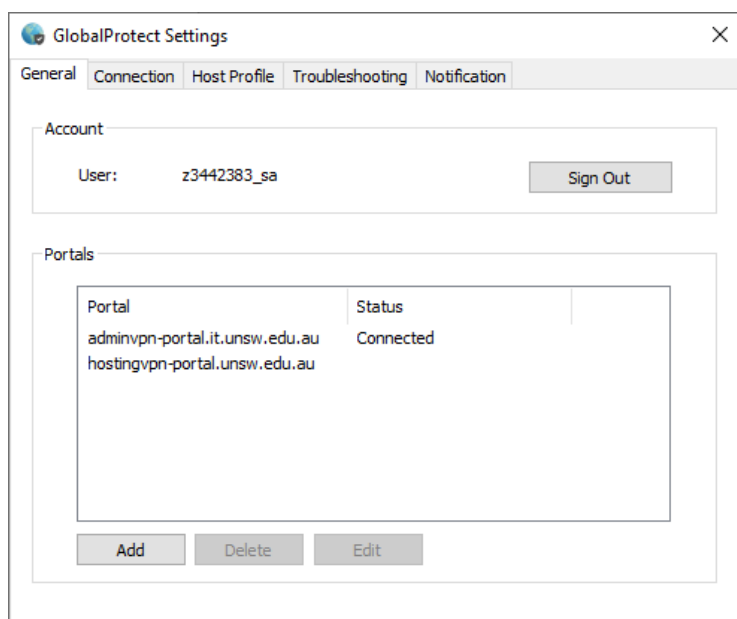 GlobalProtect Settings
General Connection Host Profile Troubleshooting Notification
Account
User: z3442383_sa Sign Out
Portals
Portal Status
adminvpn-portal.it.unsw.edu.au Connected
hostingvpn-portal.unsw.edu.au
Add Delete Edit